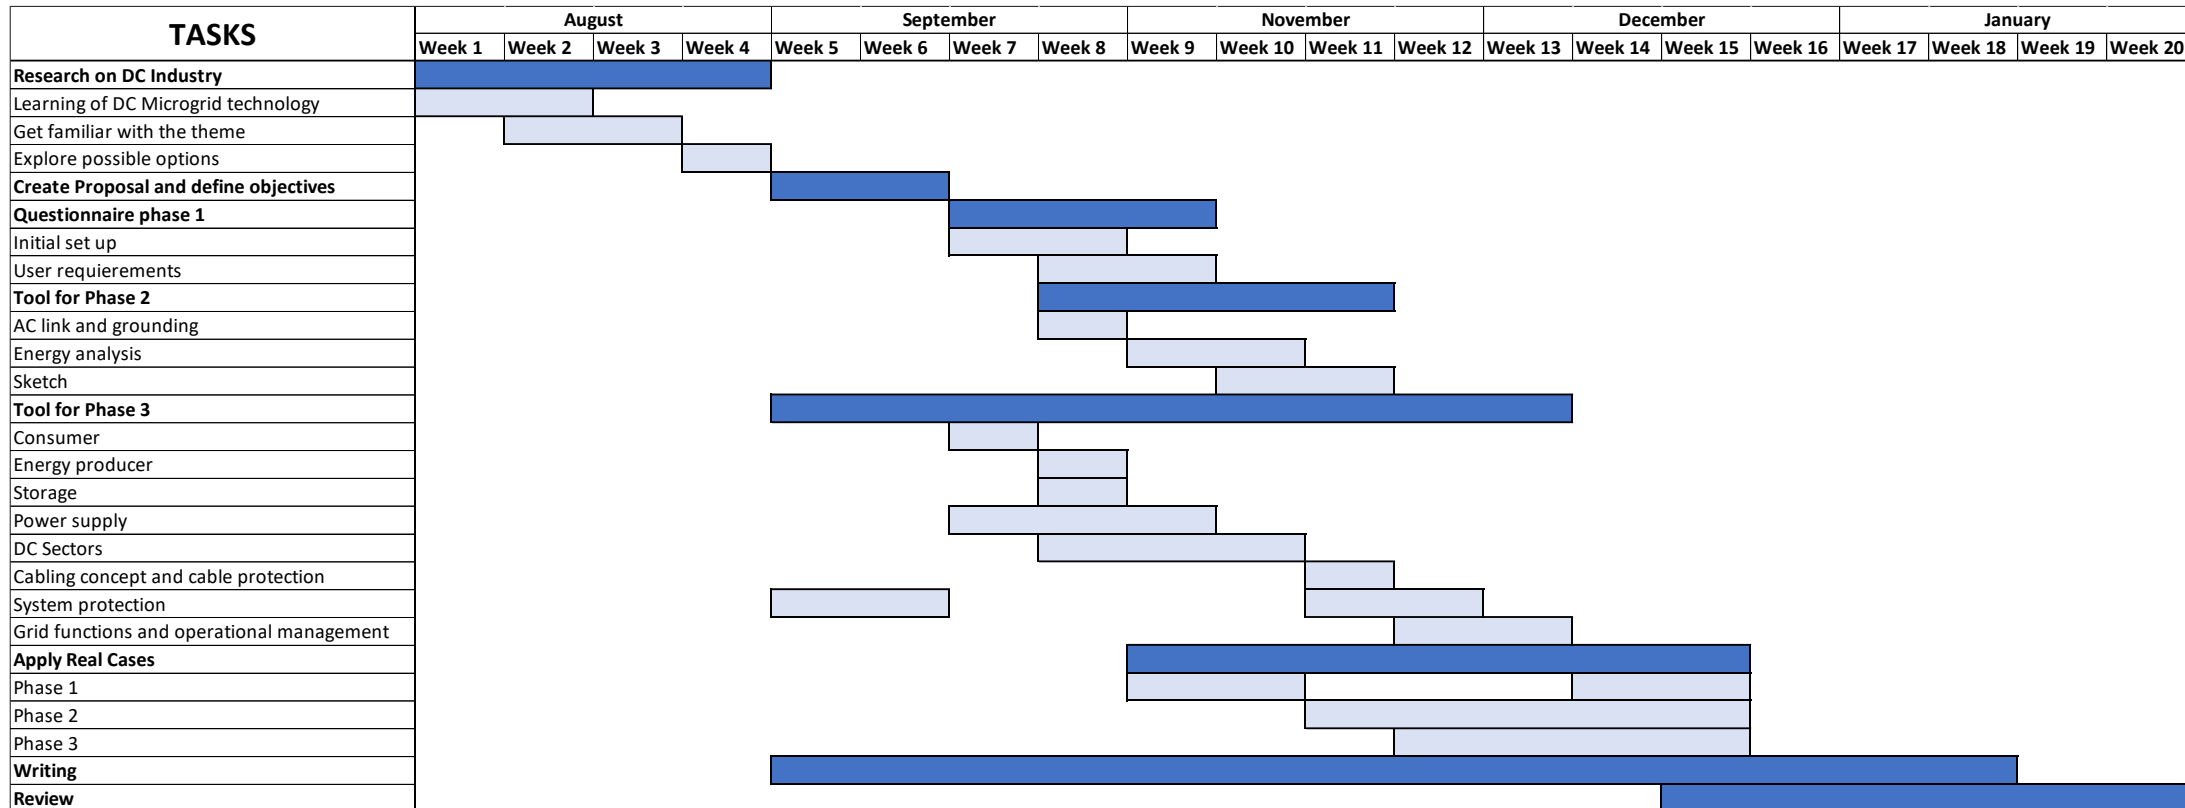 TASKS
August September November December January
Week 1 Week 2 Week 3 Week 4 Week 5 Week 6 Week 7 Week 8 Week 9 Week 10 Week 11 Week 12 Week 13 Week 14 Week 15 Week 16 Week 17 Week 18 Week 19 Week 20
Research on DC Industry
Learning of DC Microgrid technology
Get familiar with the theme
Explore possible options
Create Proposal and define objectives
Questionnaire phase 1
Initial set up
User requierements
Tool for Phase 2
AC link and grounding
Energy analysis
Sketch
Tool for Phase 3
Consumer
Energy producer
Storage
Power supply
DC Sectors
Cabling concept and cable protection
System protection
Grid functions and operational management
Apply Real Cases
Phase 1
Phase 2
Phase 3
Writing
Review